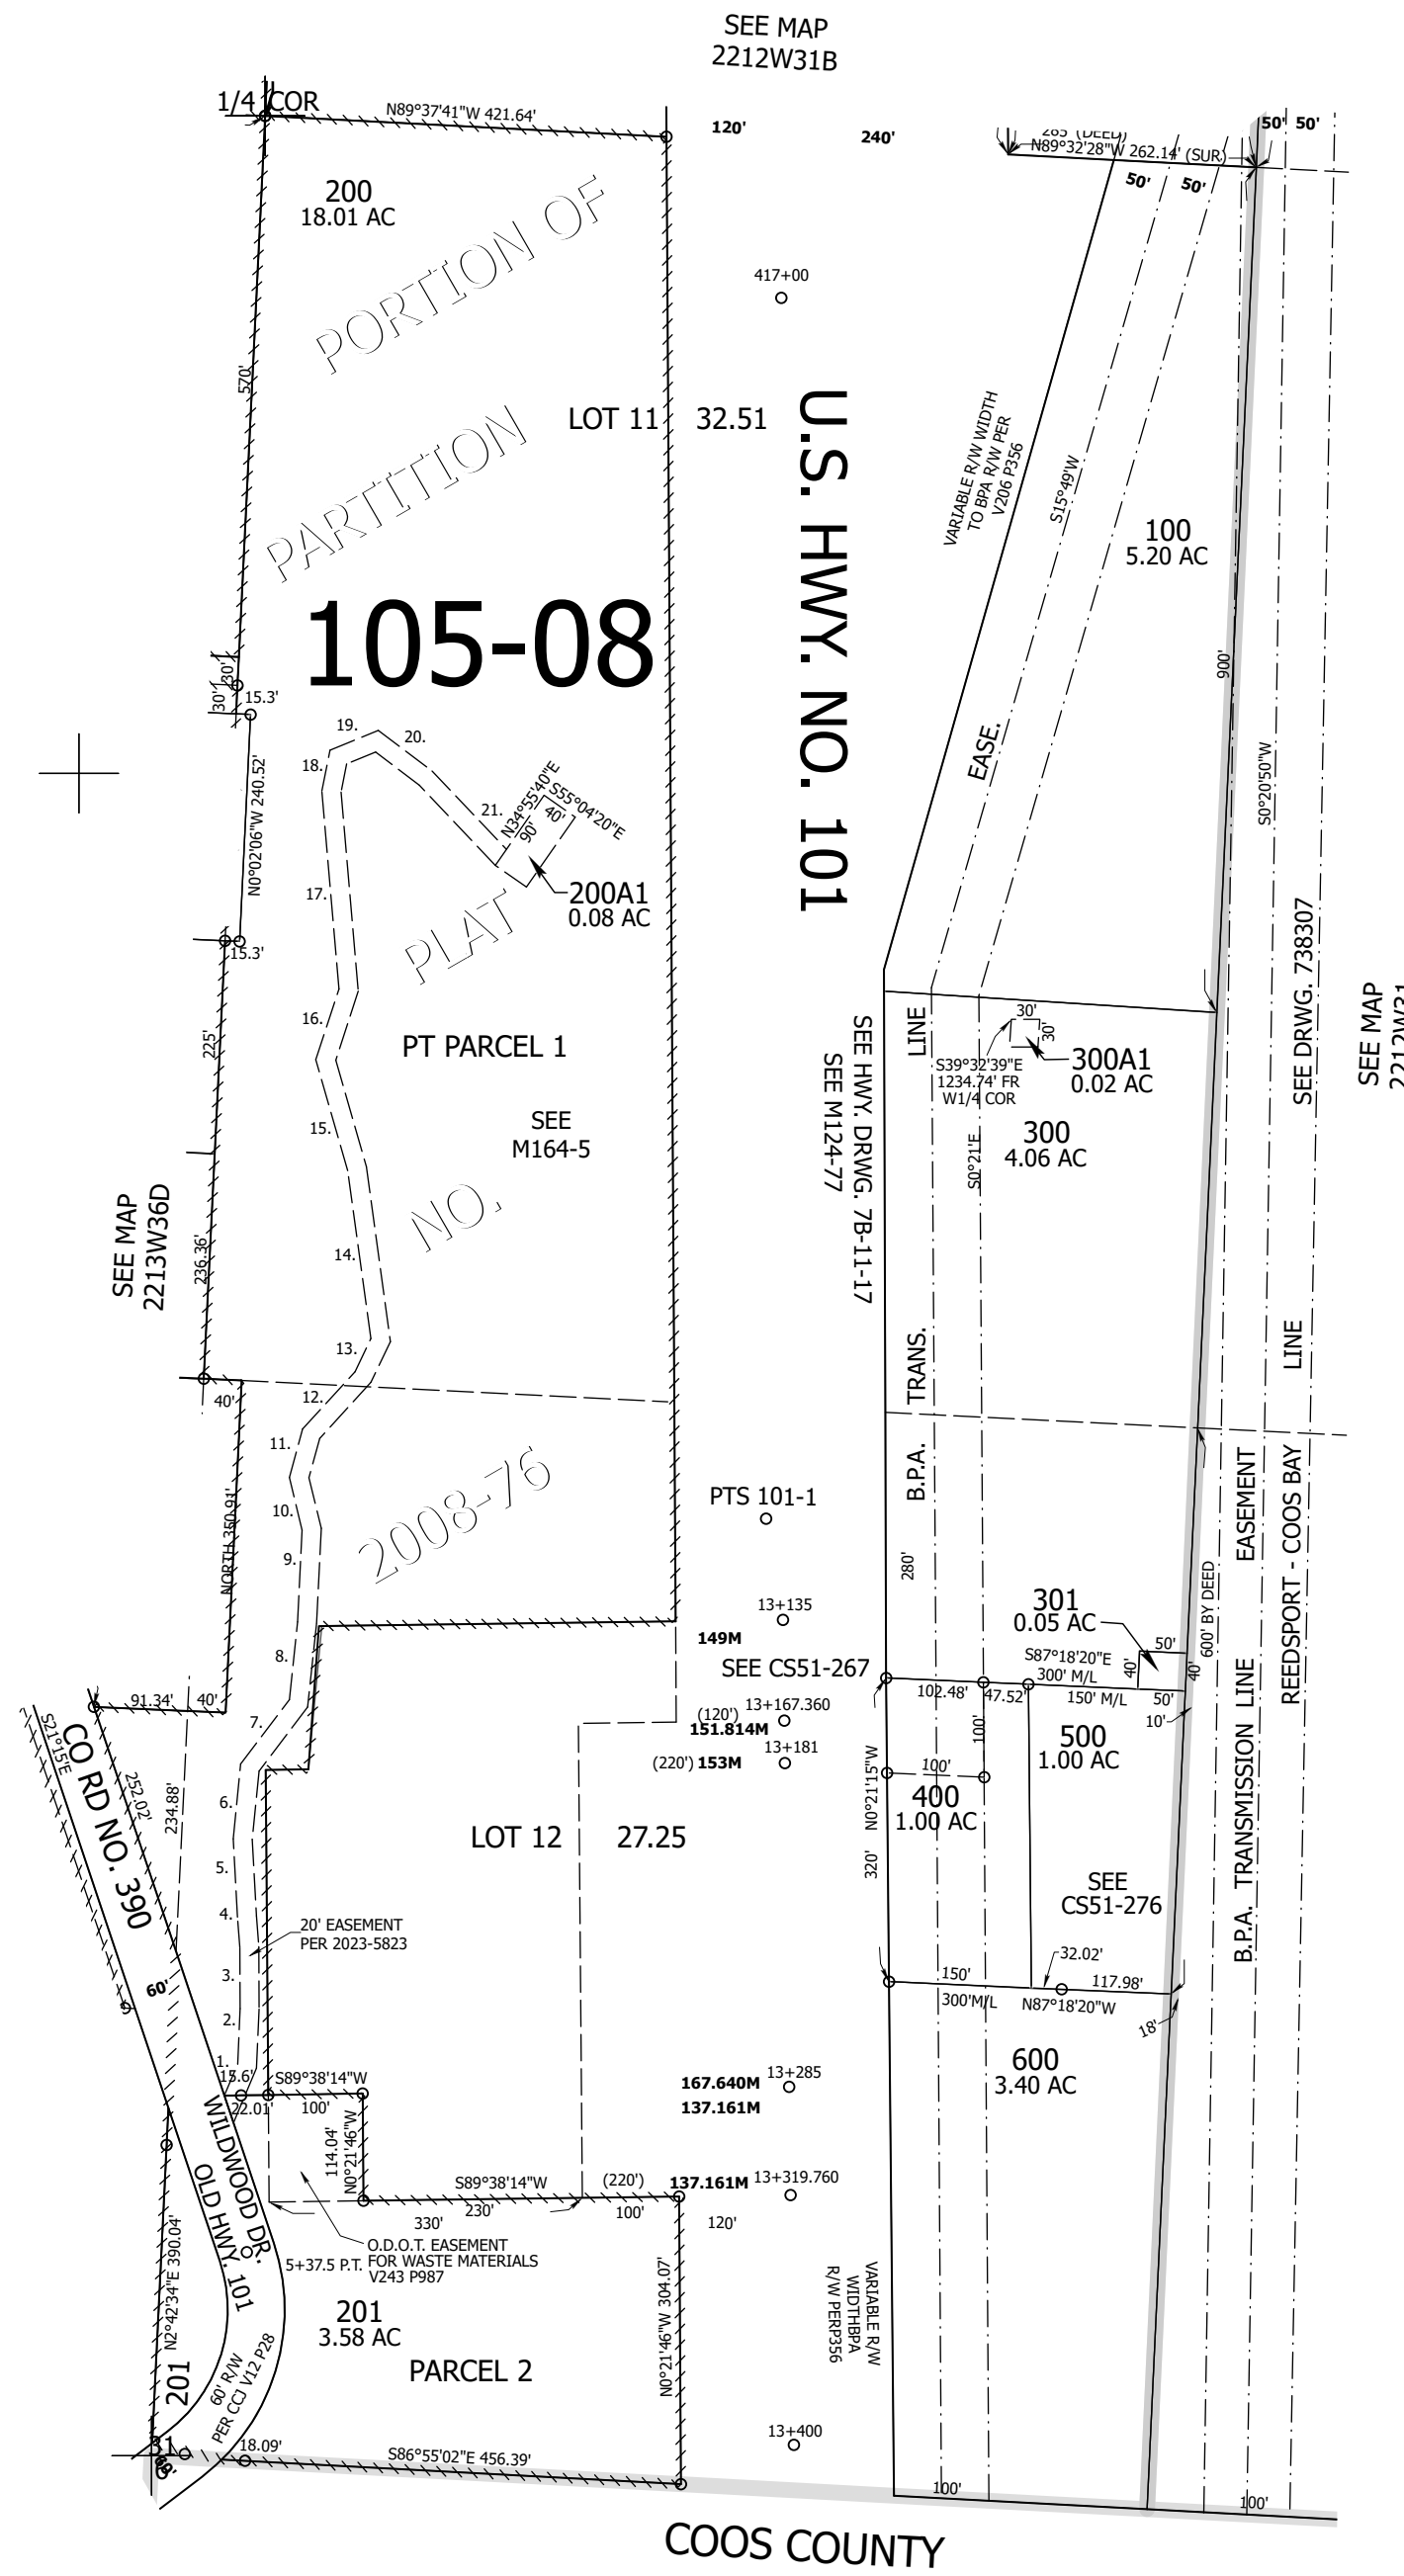 SEE MAP
2212W31B
1/4 COR
N89°37'41"W 421.64'
120'
240'
N89°32'28"W 262.14' (SUR)
50'
50'
50'
50'
200
18.01 AC
PORTION OF
417+00
570'
LOT 11
32.51
U.S. HWY. NO. 101
VARIABLE R/W WIDTH
TO BPA R/W PER
V206 P356
S15°49'W
100
5.20 AC
PARTITION
105-08
30'
30'
15.3'
900'
19.
20.
18.
N0°02'06"W 240.52'
21.
N34°55'40"E
S55°04'20"E
40'
90'
EASE.
S0°20'50"W
17.
200A1
0.08 AC
PLAT
15.3'
SEE DRWG. 738307
SEE MAP
225'
16.
PT PARCEL 1
LINE
30'
30'
S39°32'39"E
1234.74' FR
W1/4 COR
300A1
0.02 AC
SEE HWY. DRWG. 7B-11-17
SEE M124-77
15.
SEE
M164-5
300
4.06 AC
S0°21'E
SEE MAP
2213W36D
NO.
236.36'
14.
13.
TRANS.
LINE
40'
12.
11.
B.P.A.
2008-76
NORTH 350.91'
10.
9.
PTS 101-1
280'
EASEMENT
REEDSPORT - COOS BAY
600' BY DEED
13+135
149M
301
0.05 AC
50'
40'
40'
8.
SEE CS51-267
S87°18'20"E
300' M/L
102.48'
47.52'
150' M/L
50'
10'
91.34'
40'
7.
13+167.360
(120')
151.814M
13+181
(220') 153M
100'
100'
500
1.00 AC
S21°15'E
CO RD NO. 390
252.02'
234.88'
6.
N0°21'15"W
400
1.00 AC
B.P.A. TRANSMISSION LINE
LOT 12
27.25
5.
320'
4.
20' EASEMENT
PER 2023-5823
SEE
CS51-276
3.
60'
32.02'
150'
117.98'
300'M/L
N87°18'20"W
18'
2.
1.
15.6'
S89°38'14"W
22.01'
100'
13+285
167.640M
137.161M
600
3.40 AC
WILDWOOD DR.
OLD HWY. 101
114.04'
N0°21'46"W
S89°38'14"W
(220')
137.161M
13+319.760
230'
330'
100'
120'
O.D.O.T. EASEMENT
5+37.5 P.T.
FOR WASTE MATERIALS
V243 P987
N2°42'34"E 390.04'
201
3.58 AC
N0°21'46"W 304.07'
VARIABLE R/W
WIDTHBPA
R/W PERP356
201
60' R/W
PER CCJ V12 P28
PARCEL 2
31
18.09'
S86°55'02"E 456.39'
13+400
100'
100'
COOS COUNTY